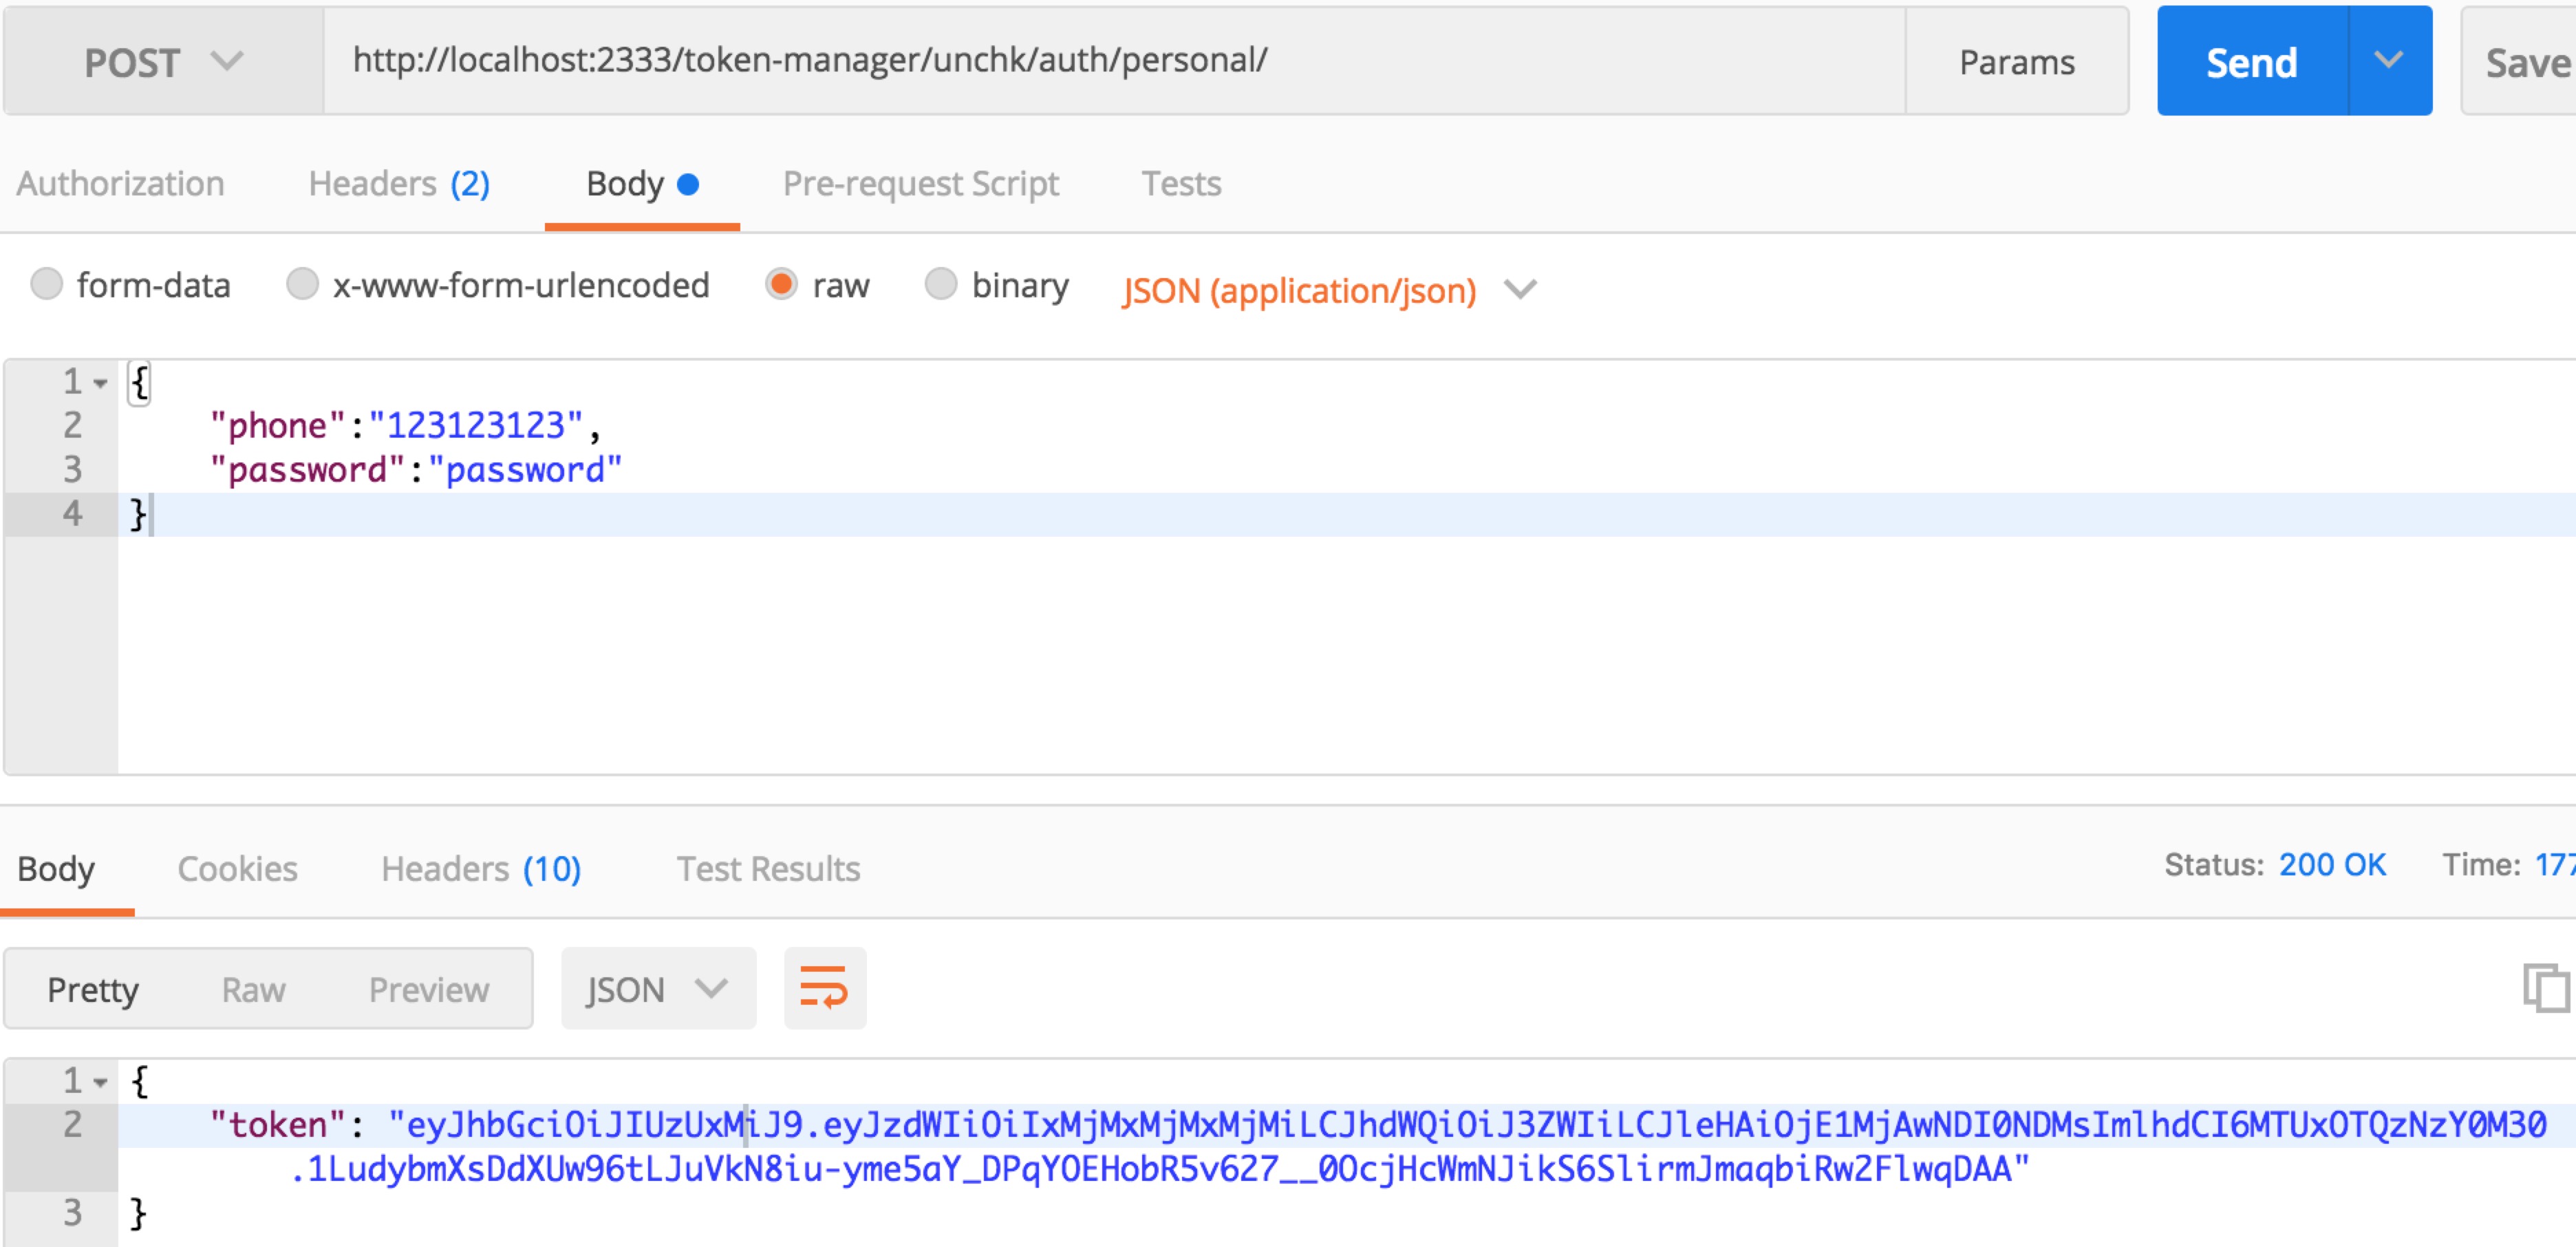 POST http://localhost:2333/token-manager/unchk/auth/personal/ Params Send Save
Authorization Headers (2) Body Pre-request Script Tests
form-data x-www-form-urlencoded raw binary JSON (application/json)
1 {
2 "phone":"123123123",
3 "password":"password"
4 }
Body Cookies Headers (10) Test Results Status: 200 OK Time: 177
Pretty Raw Preview JSON
1 {
2 "token": "eyJhbGciOiJIUzUxMiJ9.eyJzdWIiOiIxMjMxMjMxMjMiLCJhdWQiOiJ3ZWIiLCJleHAiOjE1MjAwNDI0NDMsImlhdCI6MTUxOTQzNzY0M30
.1LudybmXsDdXUw96tLJuVkN8iu-yme5aY_DPqYOEHobR5v627__0OcjHcWmNJikS6SlirmJmaqbiRw2FlwqDAA"
3 }